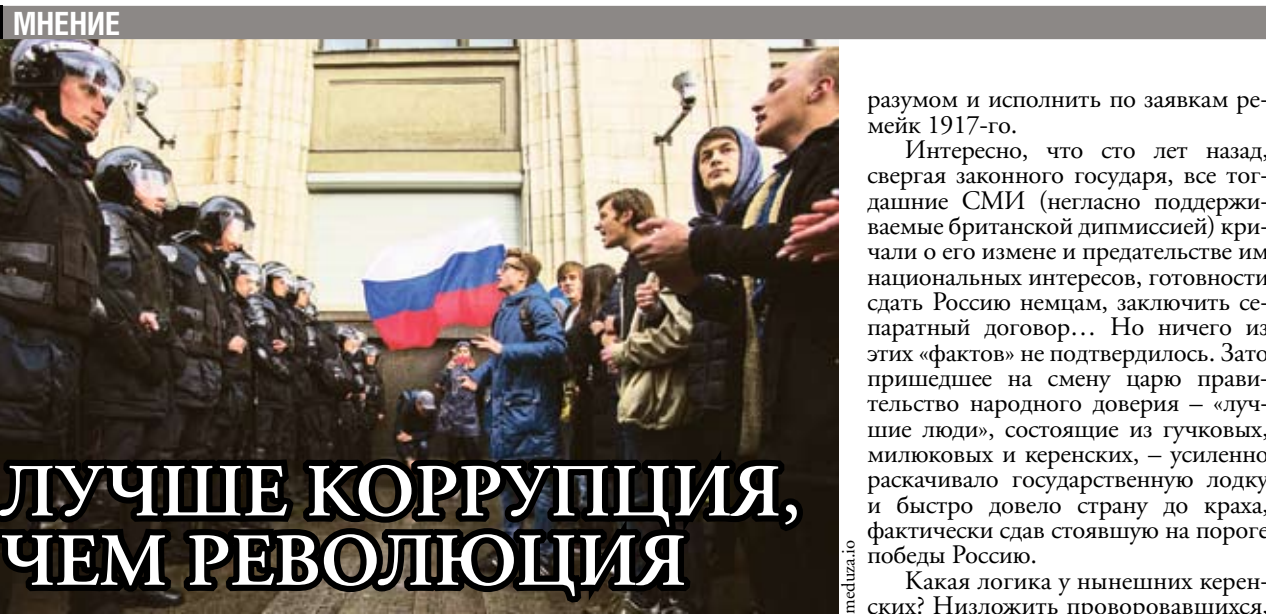 МНЕНИЕ
ЛУЧШЕ КОРРУПЦИЯ,
ЧЕМ РЕВОЛЮЦИЯ
meduza.io
разумом и исполнить по заявкам ре-
мейк 1917-го.
Интересно, что сто лет назад,
свергая законного государя, все тог-
дашние СМИ (негласно поддержи-
ваемые британской дипмиссией) кри-
чали о его измене и предательстве им
национальных интересов, готовности
сдать Россию немцам, заключить се-
паратный договор… Но ничего из
этих «фактов» не подтвердилось. Зато
пришедшее на смену царю прави-
тельство народного доверия – «луч-
шие люди», состоящие из гучковых,
милюковых и керенских, – усиленно
раскачивало государственную лодку
и быстро довело страну до краха,
фактически сдав стоявшую на пороге
победы Россию.
Какая логика у нынешних керен-
ских? Низложить проворовавшихся,